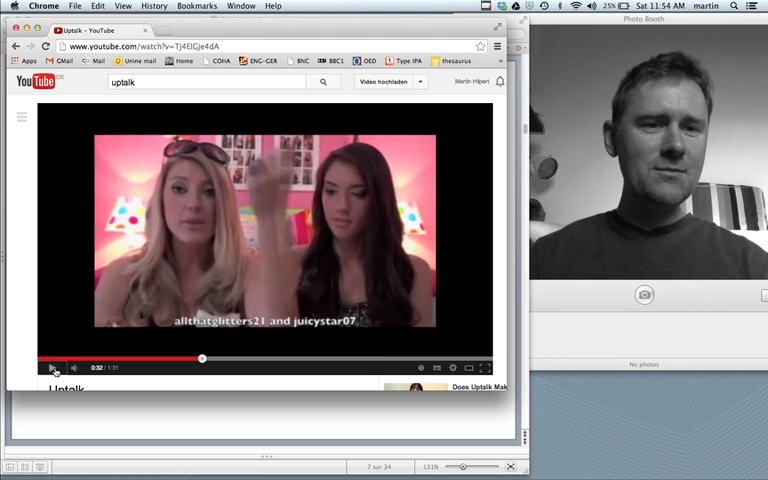 Chrome File Edit View History Bookmarks Window Help
25% Sat 11:54 AM martin
Uptalk - YouTube
www.youtube.com/watch?v=Tj4ElGje4dA
Photo Booth
Apps GMail Mail Unine mail Home COHA ENG-GER BNC BBC1 OED Type IPA thesaurus
YouTube DE uptalk Video hochladen Martin Hilpert
allthatglitters21 and juicystar07
0:32 / 1:31
Uptalk
Does Uptalk Mak
No photos
7 sur 34 131%